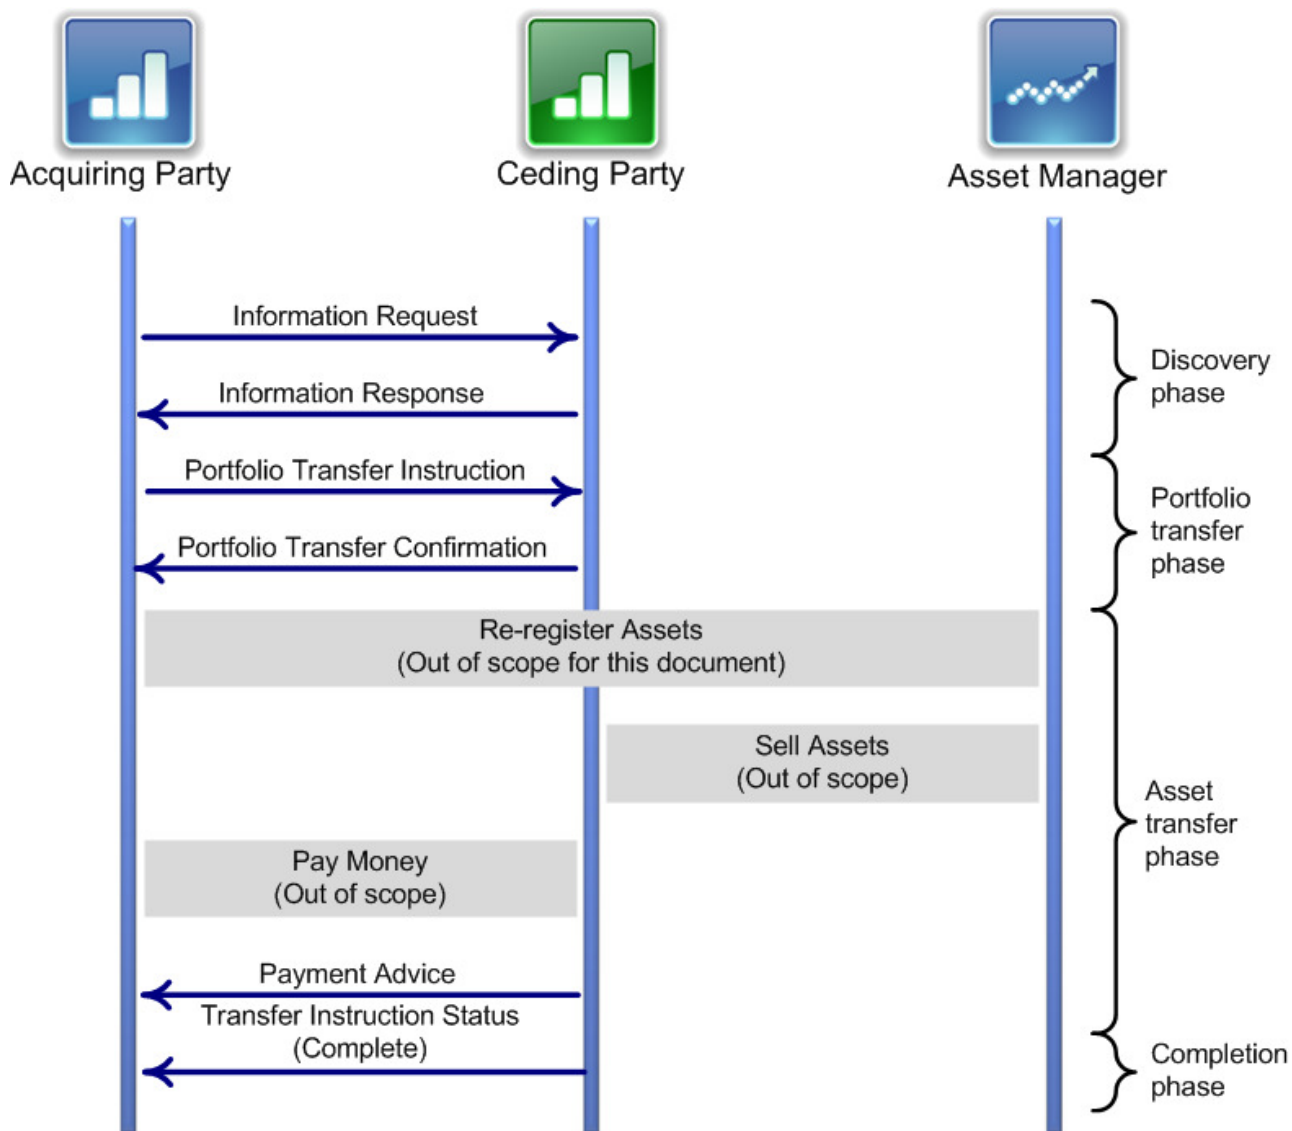 Acquiring Party
Ceding Party
Asset Manager
Information Request
Information Response
Discovery
phase
Portfolio Transfer Instruction
Portfolio Transfer Confirmation
Portfolio
transfer
phase
Re-register Assets
(Out of scope for this document)
Sell Assets
(Out of scope)
Pay Money
(Out of scope)
Asset
transfer
phase
Payment Advice
Transfer Instruction Status
(Complete)
Completion
phase